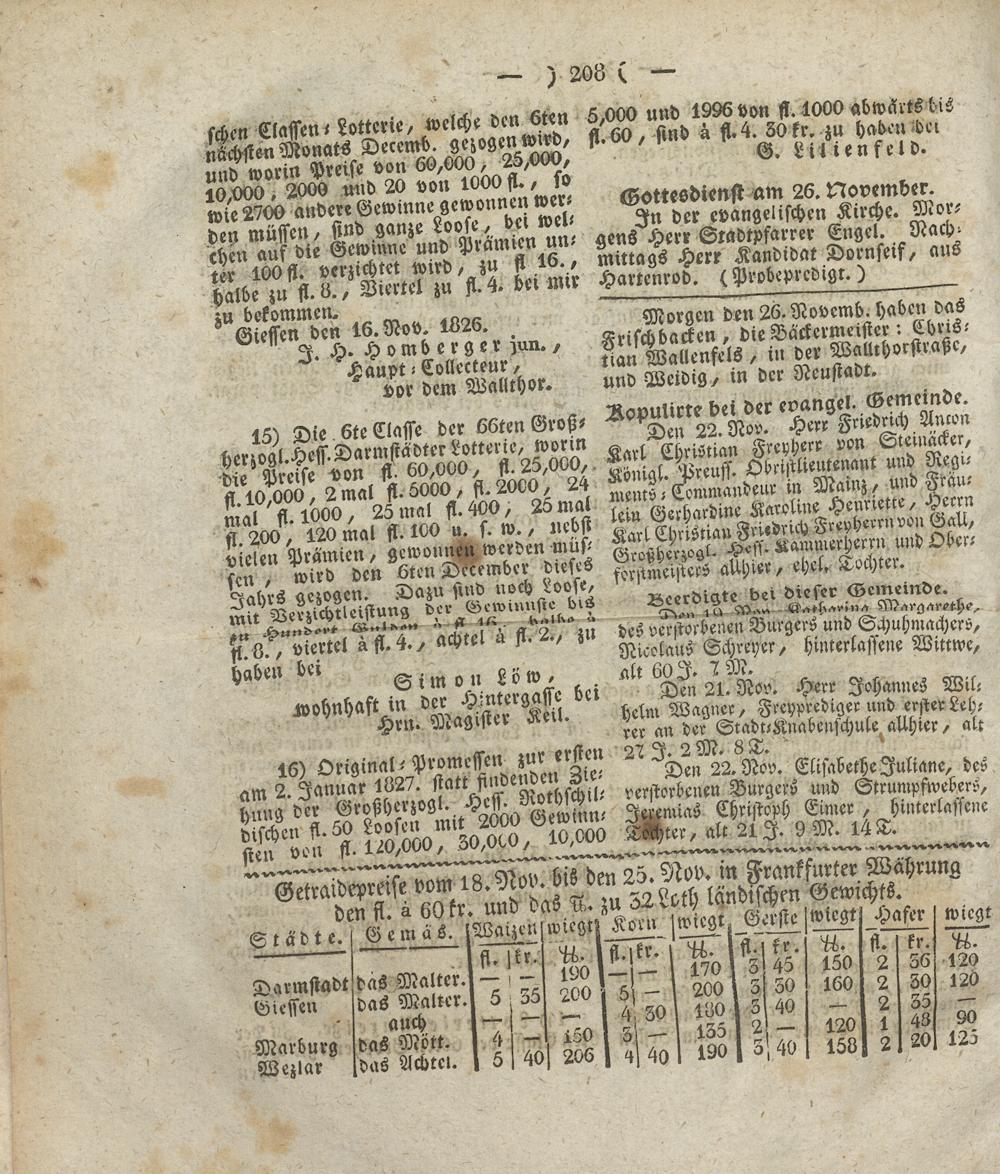 — ) 208 ( —
schen Classen-Lotterie, welche den 6ten
nächsten Monats Decemb. gezogen wird,
und worin Preise von 60,000, 25,000,
10,000, 2000 und 20 von 1000 fl., so
wie 2700 andere Gewinne gewonnen wer-
den müssen, sind ganze Loose, bei wel-
chen auf die Gewinne und Prämien un-
ter 100 fl. verzichtet wird, zu fl 16.,
halbe zu fl. 8., Viertel zu fl. 4. bei mir
zu bekommen.
Giessen den 16. Nov. 1826.
J. H. Homberger jun.,
Haupt-Collecteur,
vor dem Wallthor.
15) Die 6te Classe der 66ten Groß-
herzogl. Hess. Darmstädter Lotterie, worin
die Preise von fl. 60,000, fl. 25,000,
fl. 10,000, 2 mal fl. 5000, fl. 2000, 24
mal fl. 1000, 25 mal fl. 400, 25 mal
fl. 200, 120 mal fl. 100 u. s. w., nebst
vielen Prämien, gewonnen werden müs-
sen, wird den 6ten December dieses
Jahrs gezogen. Dazu sind noch Loose,
mit Verzichtleistung der Gewinnste bis
zu Hundert Gulden à fl. 16., halbe à
fl. 8., viertel à fl. 4., achtel à fl. 2., zu
haben bei
Simon Löw,
wohnhaft in der Hintergasse bei
Hrn. Magister Keil.
16) Original-Promessen zur ersten
am 2. Januar 1827. statt findenden Zie-
hung der Großherzogl. Hess. Rothschil-
dischen fl. 50 Loosen mit 2000 Gewinn-
sten von fl. 120,000, 30,000, 10,000
5,000 und 1996 von fl. 1000 abwärts bis
fl. 60, sind à fl. 4. 30 kr. zu haben bei
G. Lilienfeld.
Gottesdienst am 26. November.
In der evangelischen Kirche. Mor-
gens Herr Stadtpfarrer Engel. Nach-
mittags Herr Kandidat Dornseif, aus
Hartenrod. (Probepredigt.)
Morgen den 26. Novemb. haben das
Frischbacken, die Bäckermeister: Chris-
tian Wallenfels, in der Wallthorstraße,
und Weidig, in der Neustadt.
Kopulirte bei der evangel. Gemeinde.
Den 22. Nov. Herr Friedrich Anton
Karl Christian Freyherr von Steinäcker,
Königl. Preuss. Obristlieutenant und Regi-
ments-Commandeur in Mainz, und Fräu-
lein Gerhardine Karoline Henriette, Herrn
Karl Christian Friedrich Freyherrn von Gall,
Großherzogl. Hess. Kammerherrn und Ober-
forstmeisters allhier, ehel. Tochter.
Beerdigte bei dieser Gemeinde.
Den 19. Nov. Katharina Margarethe,
des verstorbenen Burgers und Schuhmachers,
Nicolaus Schreyer, hinterlassene Wittwe,
alt 60 J. 7 M.
Den 21. Nov. Herr Johannes Wil-
helm Wagner, Freyprediger und erster Leh-
rer an der Stadt-Knabenschule allhier, alt
27 J. 2 M. 8 T.
Den 22. Nov. Elisabethe Juliane, des
verstorbenen Burgers und Strumpfwebers,
Jeremias Christoph Eimer, hinterlassene
Tochter, alt 21 J. 9 M. 14 T.
Getraidepreise vom 18. Nov. bis den 25. Nov. in Frankfurter Währung
den fl. à 60 kr. und das ℔. zu 32 Loth ländischen Gewichts.
Städte. Gemäs. Waizen wiegt Korn wiegt Gerste wiegt Hafer wiegt
fl. kr. ℔. fl. kr. ℔. fl. kr. ℔. fl. kr. ℔.
Darmstadt das Malter. — — 190 — — 170 3 45 150 2 36 120
Giessen das Malter. 5 35 200 5 — 200 3 30 160 2 30 120
auch — — — 4 30 180 3 40 — 2 35 —
Marburg das Mött. 4 — 150 3 — 135 2 — 120 1 48 90
Wezlar das Achtel. 5 40 206 4 40 190 3 40 158 2 20 125